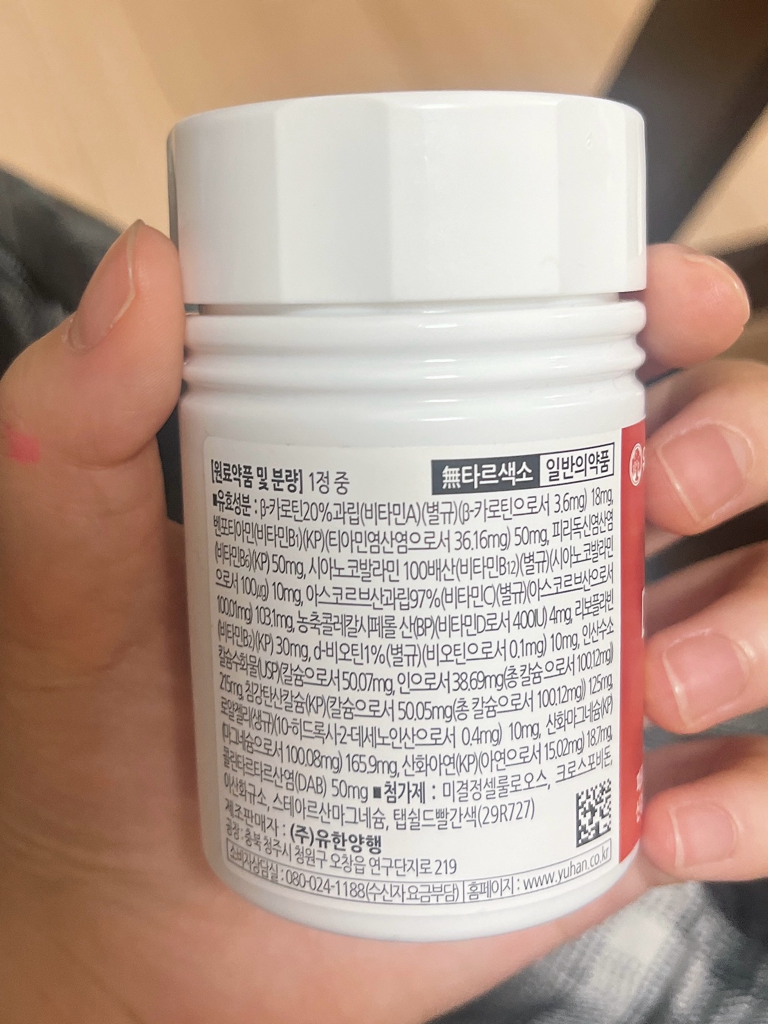 [원료약품 및 분량] 1정 중
無타르색소 일반의약품
■유효성분 : β-카로틴20%과립(비타민A)(별규)(β-카로틴으로서 3.6mg) 18mg,
벤포티아민(비타민B₁)(KP)(티아민염산염으로서 36.16mg) 50mg, 피리독신염산염
(비타민B₆)(KP) 50mg, 시아노코발라민 100배산(비타민B₁₂)(별규)(시아노코발라민
으로서 100㎍) 10mg, 아스코르브산과립97%(비타민C)(별규)(아스코르브산으로서
100.01mg) 103.1mg, 농축콜레칼시페롤 산(BP)(비타민D로서 400IU) 4mg, 리보플라빈
(비타민B₂)(KP) 30mg, d-비오틴1%(별규)(비오틴으로서 0.1mg) 10mg, 인산수소
칼슘수화물(USP)(칼슘으로서 50.07mg, 인으로서 38.69mg(총 칼슘으로서 100.12mg))
215mg, 침강탄산칼슘(KP)(칼슘으로서 50.05mg(총 칼슘으로서 100.12mg)) 125mg,
로얄젤리(생규)(10-히드록시-2-데세노인산으로서 0.4mg) 10mg, 산화마그네슘(KP)
(마그네슘으로서 100.08mg) 165.9mg, 산화아연(KP)(아연으로서 15.02mg) 18.7mg,
콜린타르타르산염(DAB) 50mg ■첨가제 : 미결정셀룰로오스, 크로스포비돈,
이산화규소, 스테아르산마그네슘, 탭쉴드빨간색(29R727)
제조판매자 : (주)유한양행
공장 : 충북 청주시 청원구 오창읍 연구단지로 219
소비자상담실 : 080-024-1188(수신자 요금부담) 홈페이지 : www.yuhan.co.kr